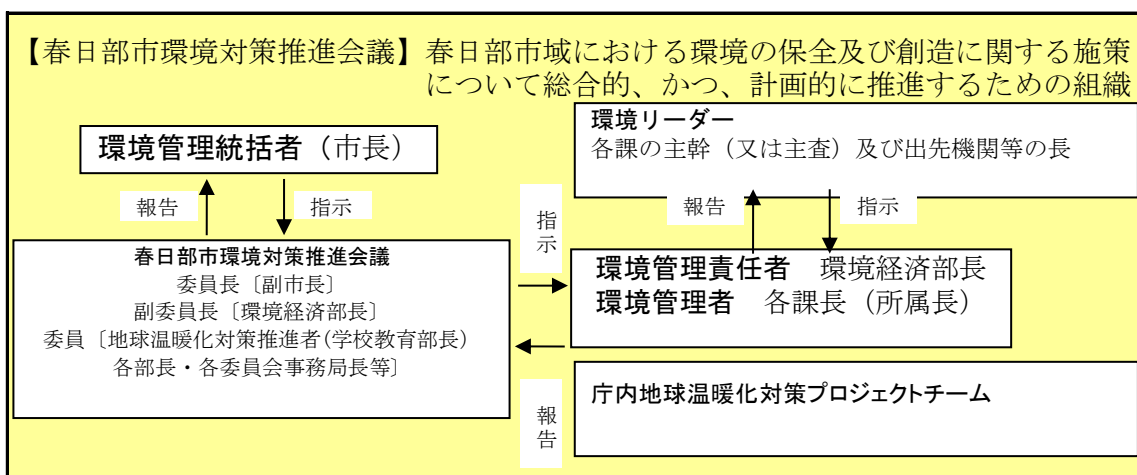 【春日部市環境対策推進会議】春日部市域における環境の保全及び創造に関する施策
について総合的、かつ、計画的に推進するための組織
環境管理統括者（市長）
報告
指示
春日部市環境対策推進会議
委員長〔副市長〕
副委員長〔環境経済部長〕
委員〔地球温暖化対策推進者(学校教育部長）
各部長・各委員会事務局長等〕
指示
報告
環境リーダー
各課の主幹（又は主査）及び出先機関等の長
報告
指示
環境管理責任者　環境経済部長
環境管理者　各課長（所属長）
庁内地球温暖化対策プロジェクトチーム